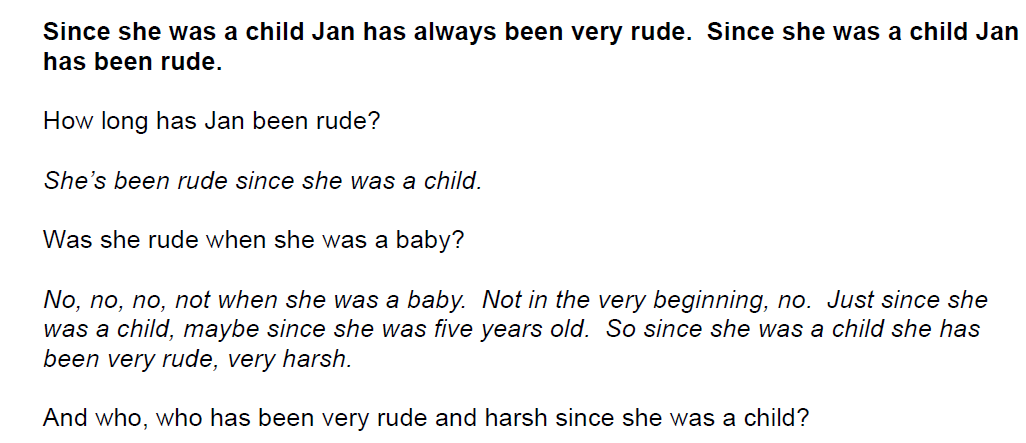 Since she was a child Jan has always been very rude.  Since she was a child Jan
has been rude.
How long has Jan been rude?
She’s been rude since she was a child.
Was she rude when she was a baby?
No, no, no, not when she was a baby.  Not in the very beginning, no.  Just since she
was a child, maybe since she was five years old.  So since she was a child she has
been very rude, very harsh.
And who, who has been very rude and harsh since she was a child?